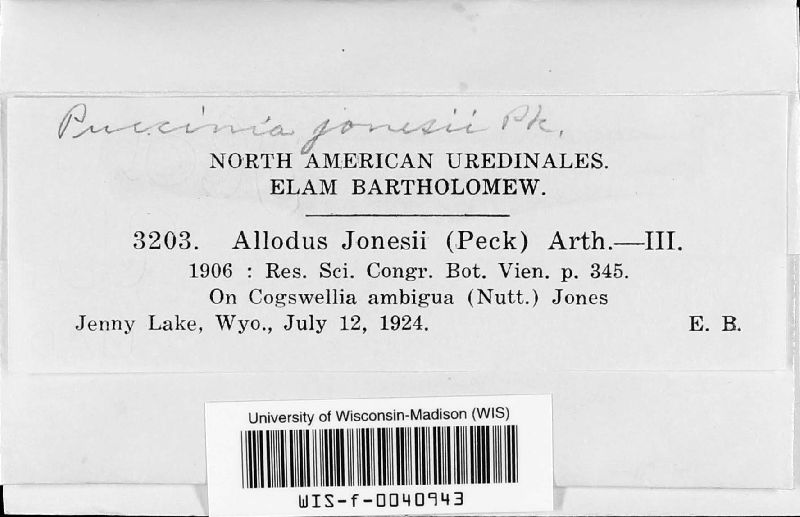 Puccinia jonesii Pk.
NORTH AMERICAN UREDINALES.
ELAM BARTHOLOMEW.
3203. Allodus Jonesii (Peck) Arth.—III.
1906 : Res. Sci. Congr. Bot. Vien. p. 345.
On Cogswellia ambigua (Nutt.) Jones
Jenny Lake, Wyo., July 12, 1924. E. B.
University of Wisconsin-Madison (WIS)
WIS-f-0040943